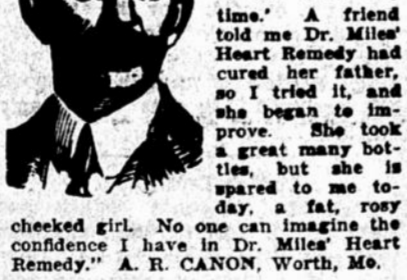 time.' A friend
told me Dr. Miles'
Heart Remedy had
cured her father,
so I tried it, and
she began to im-
prove. She took
a great many bot-
tles, but she is
spared to me to-
day, a fat, rosy
cheeked girl. No one can imagine the
confidence I have in Dr. Miles' Heart
Remedy." A. R. CANON, Worth, Mo.